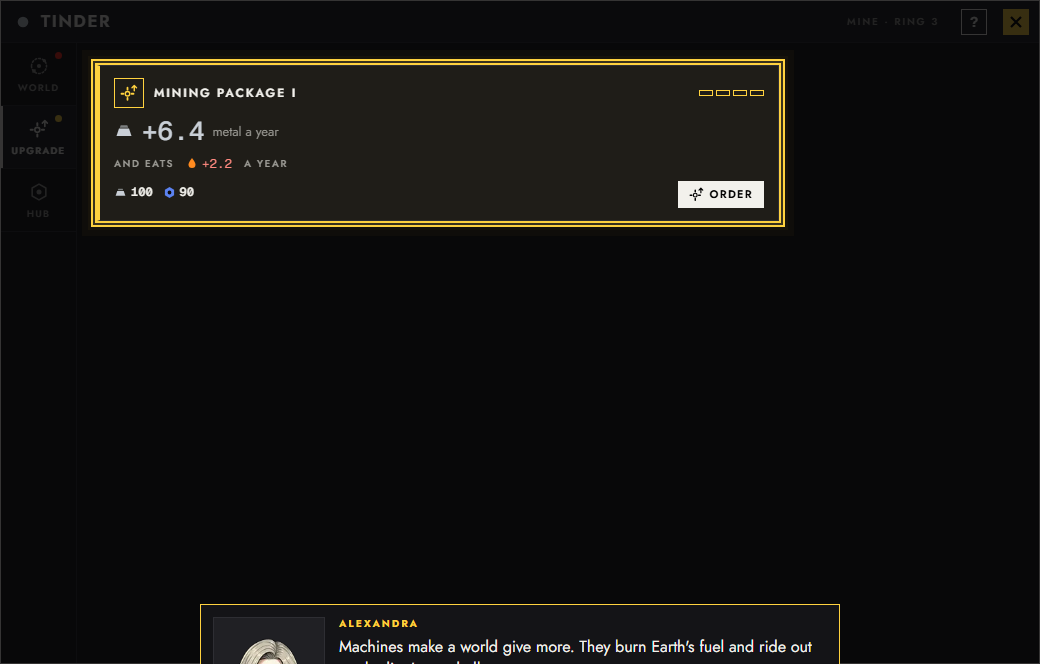 TINDER
MINE · RING 3
?
WORLD
UPGRADE
HUB
MINING PACKAGE I
+6.4 metal a year
AND EATS +2.2 A YEAR
100 90
ORDER
ALEXANDRA
Machines make a world give more. They burn Earth's fuel and ride out